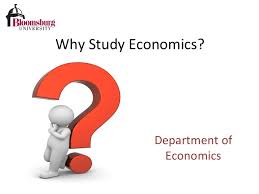 Bloomsburg
UNIVERSITY
Why Study Economics?
Department of
Economics